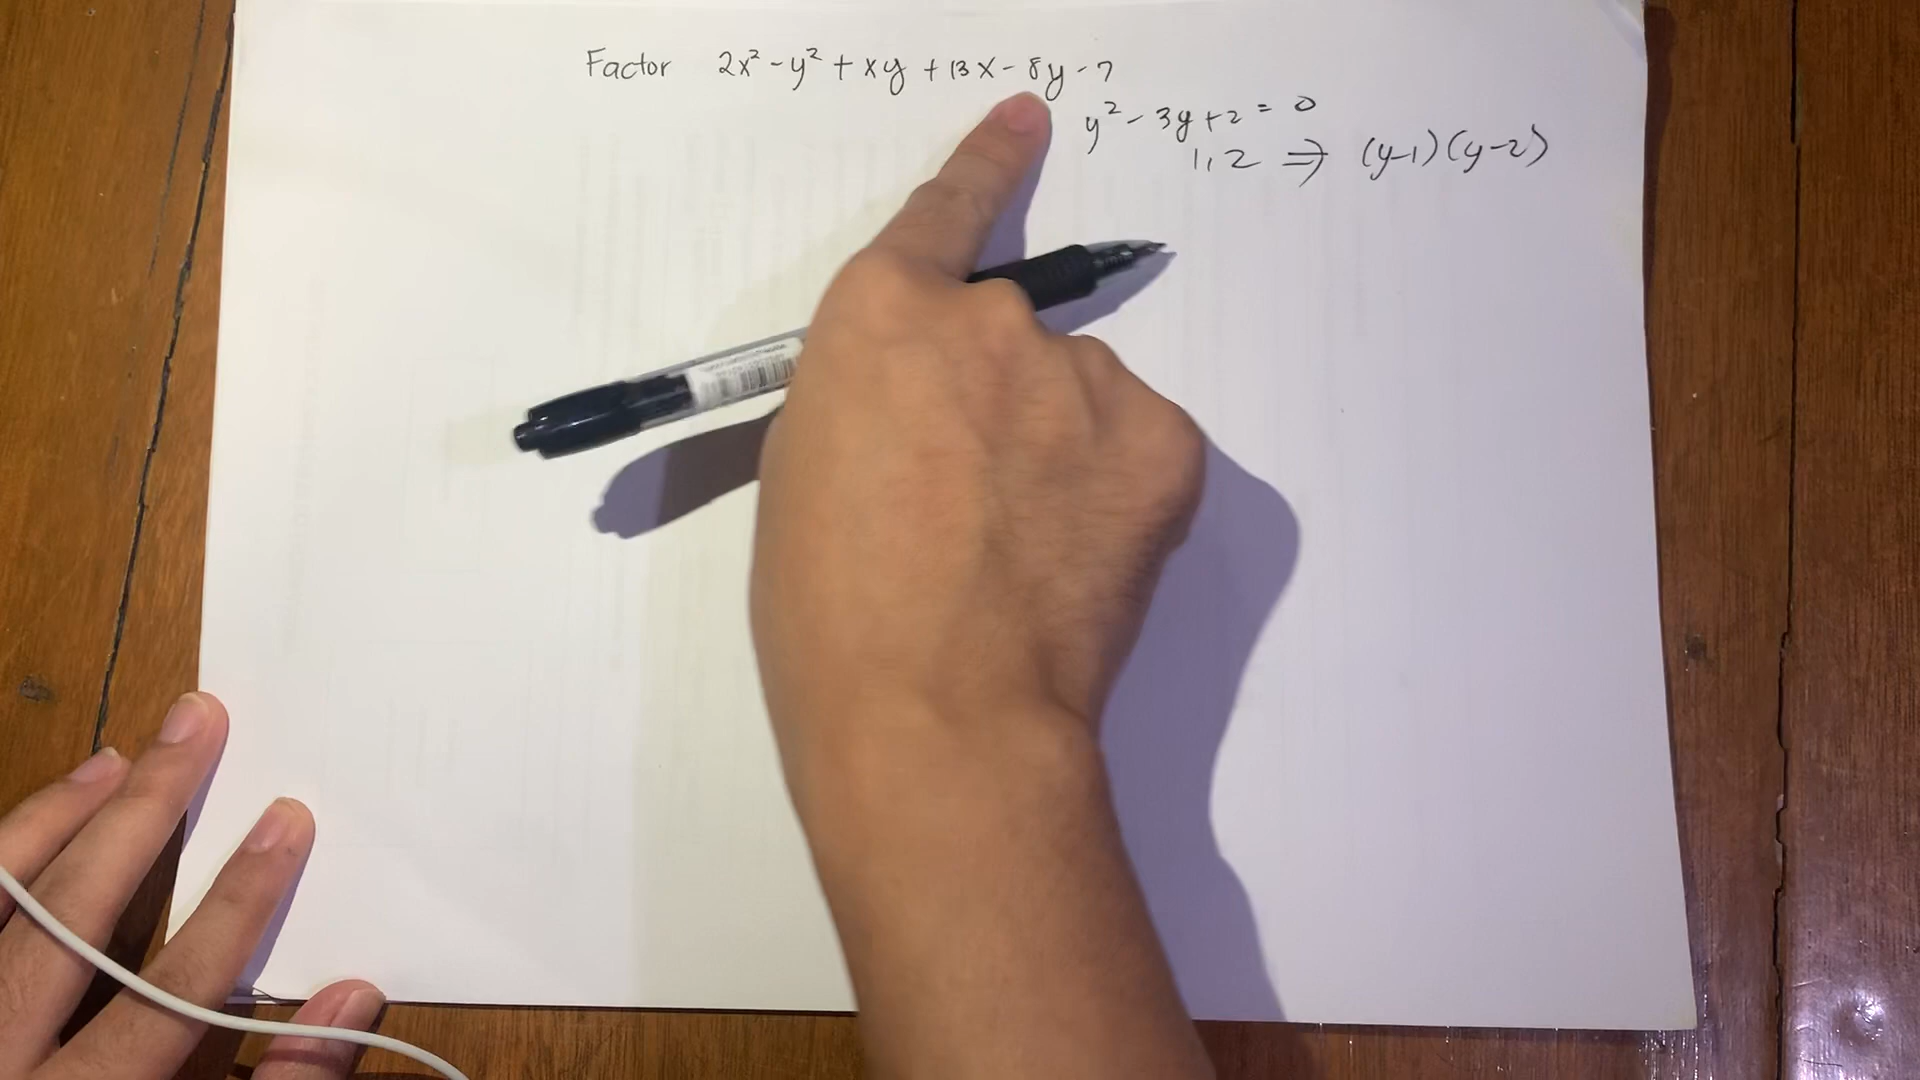 Factor 2x² - y² + xy + 13x - 8y - 7
y² - 3y + 2 = 0
1, 2 ⇒ (y-1)(y-2)